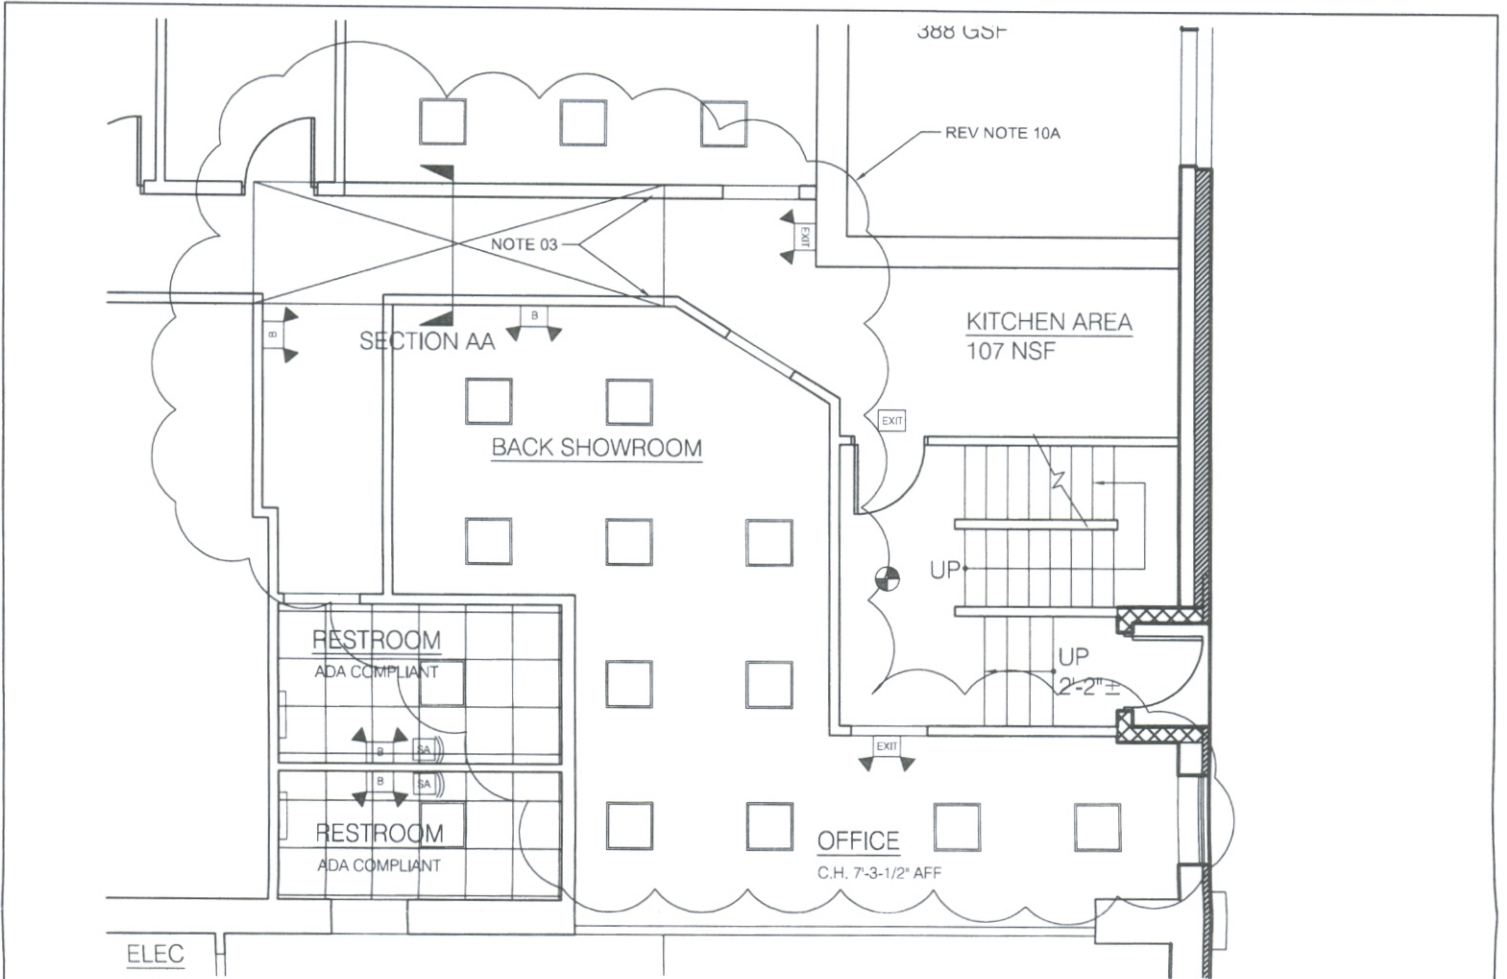 388 GSF
REV NOTE 10A
EXIT
NOTE 03
B
B
SECTION AA
KITCHEN AREA
107 NSF
EXIT
BACK SHOWROOM
UP
RESTROOM
ADA COMPLIANT
UP
2'-2"±
B
SA
EXIT
B
SA
RESTROOM
ADA COMPLIANT
OFFICE
C.H. 7'-3-1/2" AFF
ELEC